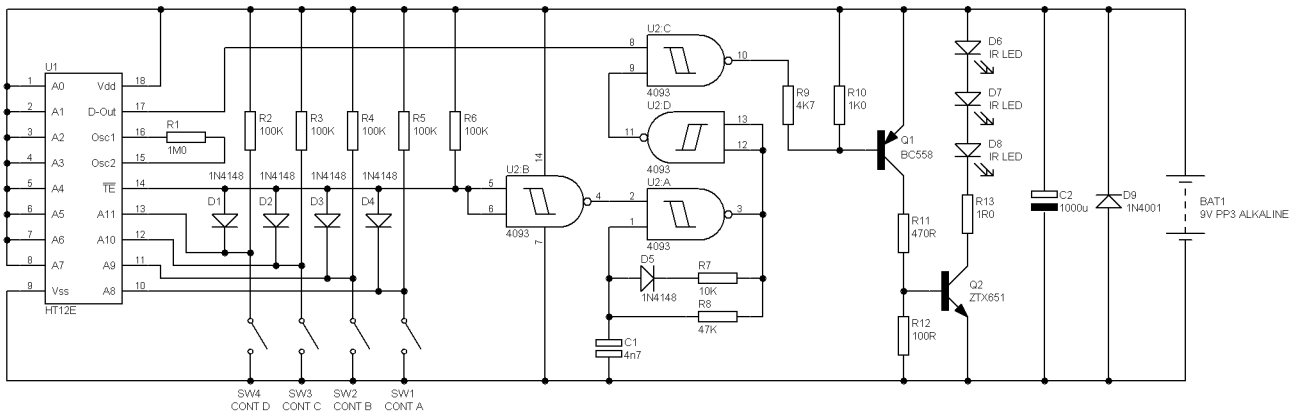 U1
1 A0 Vdd 18
2 A1 D-Out 17
3 A2 Osc1 16
4 A3 Osc2 15
5 A4 TE 14
6 A5 A11 13
7 A6 A10 12
8 A7 A9 11
9 Vss A8 10
HT12E
R1
1M0
R2
100K
R3
100K
R4
100K
R5
100K
R6
100K
1N4148 1N4148 1N4148 1N4148
D1 D2 D3 D4
SW4
CONT D
SW3
CONT C
SW2
CONT B
SW1
CONT A
14
U2:B
5
6
4
4093
7
U2:C
8
9
10
4093
U2:D
11
13
12
4093
U2:A
2
1
3
4093
D5
1N4148
R7
10K
R8
47K
C1
4n7
R9
4K7
R10
1K0
Q1
BC558
R11
470R
R12
100R
D6
IR LED
D7
IR LED
D8
IR LED
R13
1R0
Q2
ZTX651
C2
1000u
D9
1N4001
BAT1
9V PP3 ALKALINE